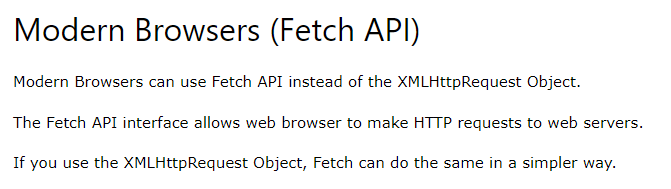 Modern Browsers (Fetch API)
Modern Browsers can use Fetch API instead of the XMLHttpRequest Object.
The Fetch API interface allows web browser to make HTTP requests to web servers.
If you use the XMLHttpRequest Object, Fetch can do the same in a simpler way.